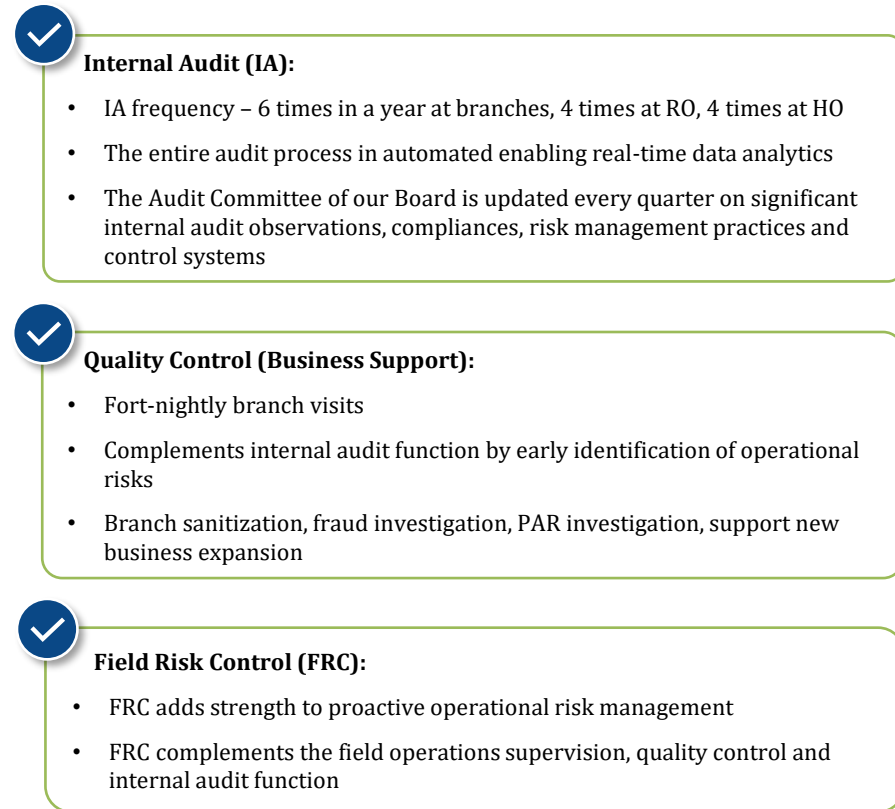 Internal Audit (IA):
• IA frequency – 6 times in a year at branches, 4 times at RO, 4 times at HO
• The entire audit process in automated enabling real-time data analytics
• The Audit Committee of our Board is updated every quarter on significant
internal audit observations, compliances, risk management practices and
control systems
Quality Control (Business Support):
• Fort-nightly branch visits
• Complements internal audit function by early identification of operational
risks
• Branch sanitization, fraud investigation, PAR investigation, support new
business expansion
Field Risk Control (FRC):
• FRC adds strength to proactive operational risk management
• FRC complements the field operations supervision, quality control and
internal audit function